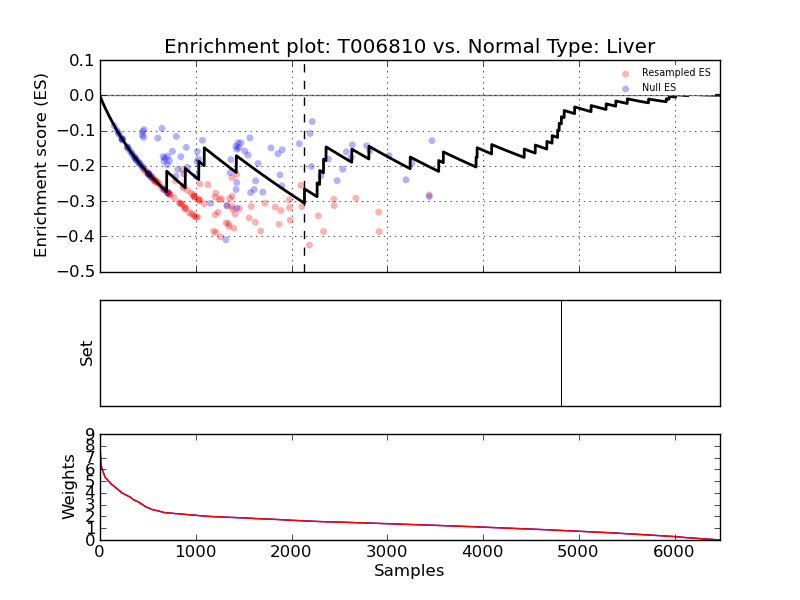 Enrichment plot: T006810 vs. Normal Type: Liver
Enrichment score (ES)
0.1
0.0
−0.1
−0.2
−0.3
−0.4
−0.5
Resampled ES
Null ES
Set
Weights
9
8
7
6
5
4
3
2
1
0
0 1000 2000 3000 4000 5000 6000
Samples